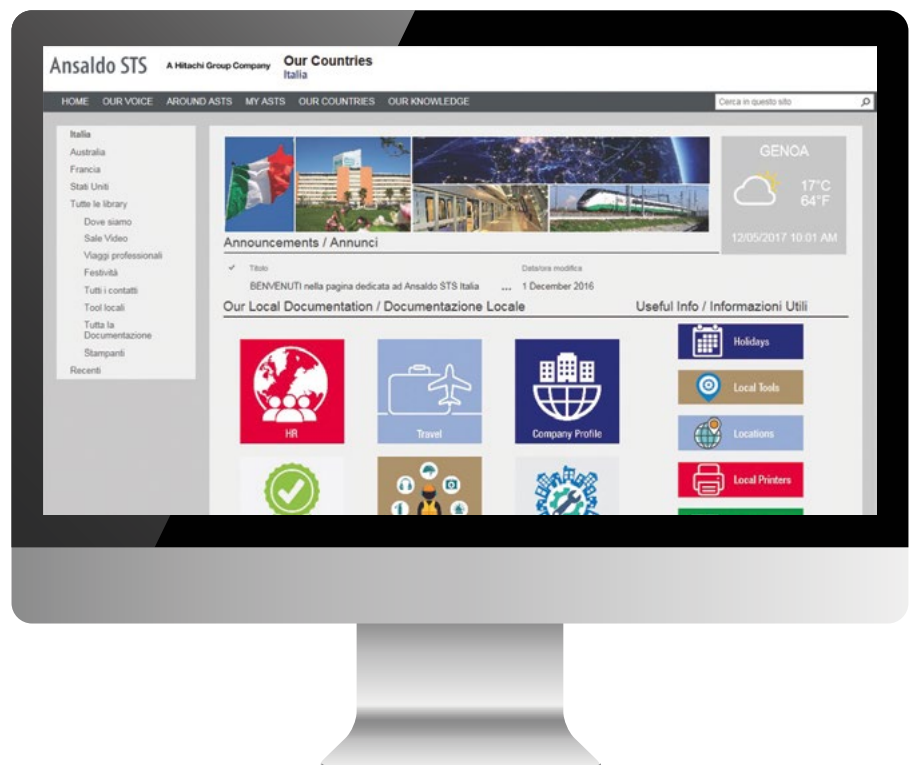 Ansaldo STS
A Hitachi Group Company
Our Countries
Italia
HOME OUR VOICE AROUND ASTS MY ASTS OUR COUNTRIES OUR KNOWLEDGE
Cerca in questo sito
Italia
Australia
Francia
Stati Uniti
Tutte le library
Dove siamo
Sale Video
Viaggi professionali
Festività
Tutti i contatti
Tool locali
Tutta la
Documentazione
Stampanti
Recenti
GENOA
17°C
64°F
12/05/2017 10:01 AM
Announcements / Annunci
Titolo Data/ora modifica
BENVENUTI nella pagina dedicata ad Ansaldo STS Italia ... 1 December 2016
Our Local Documentation / Documentazione Locale
HR
Travel
Company Profile
Useful Info / Informazioni Utili
Holidays
Local Tools
Locations
Local Printers